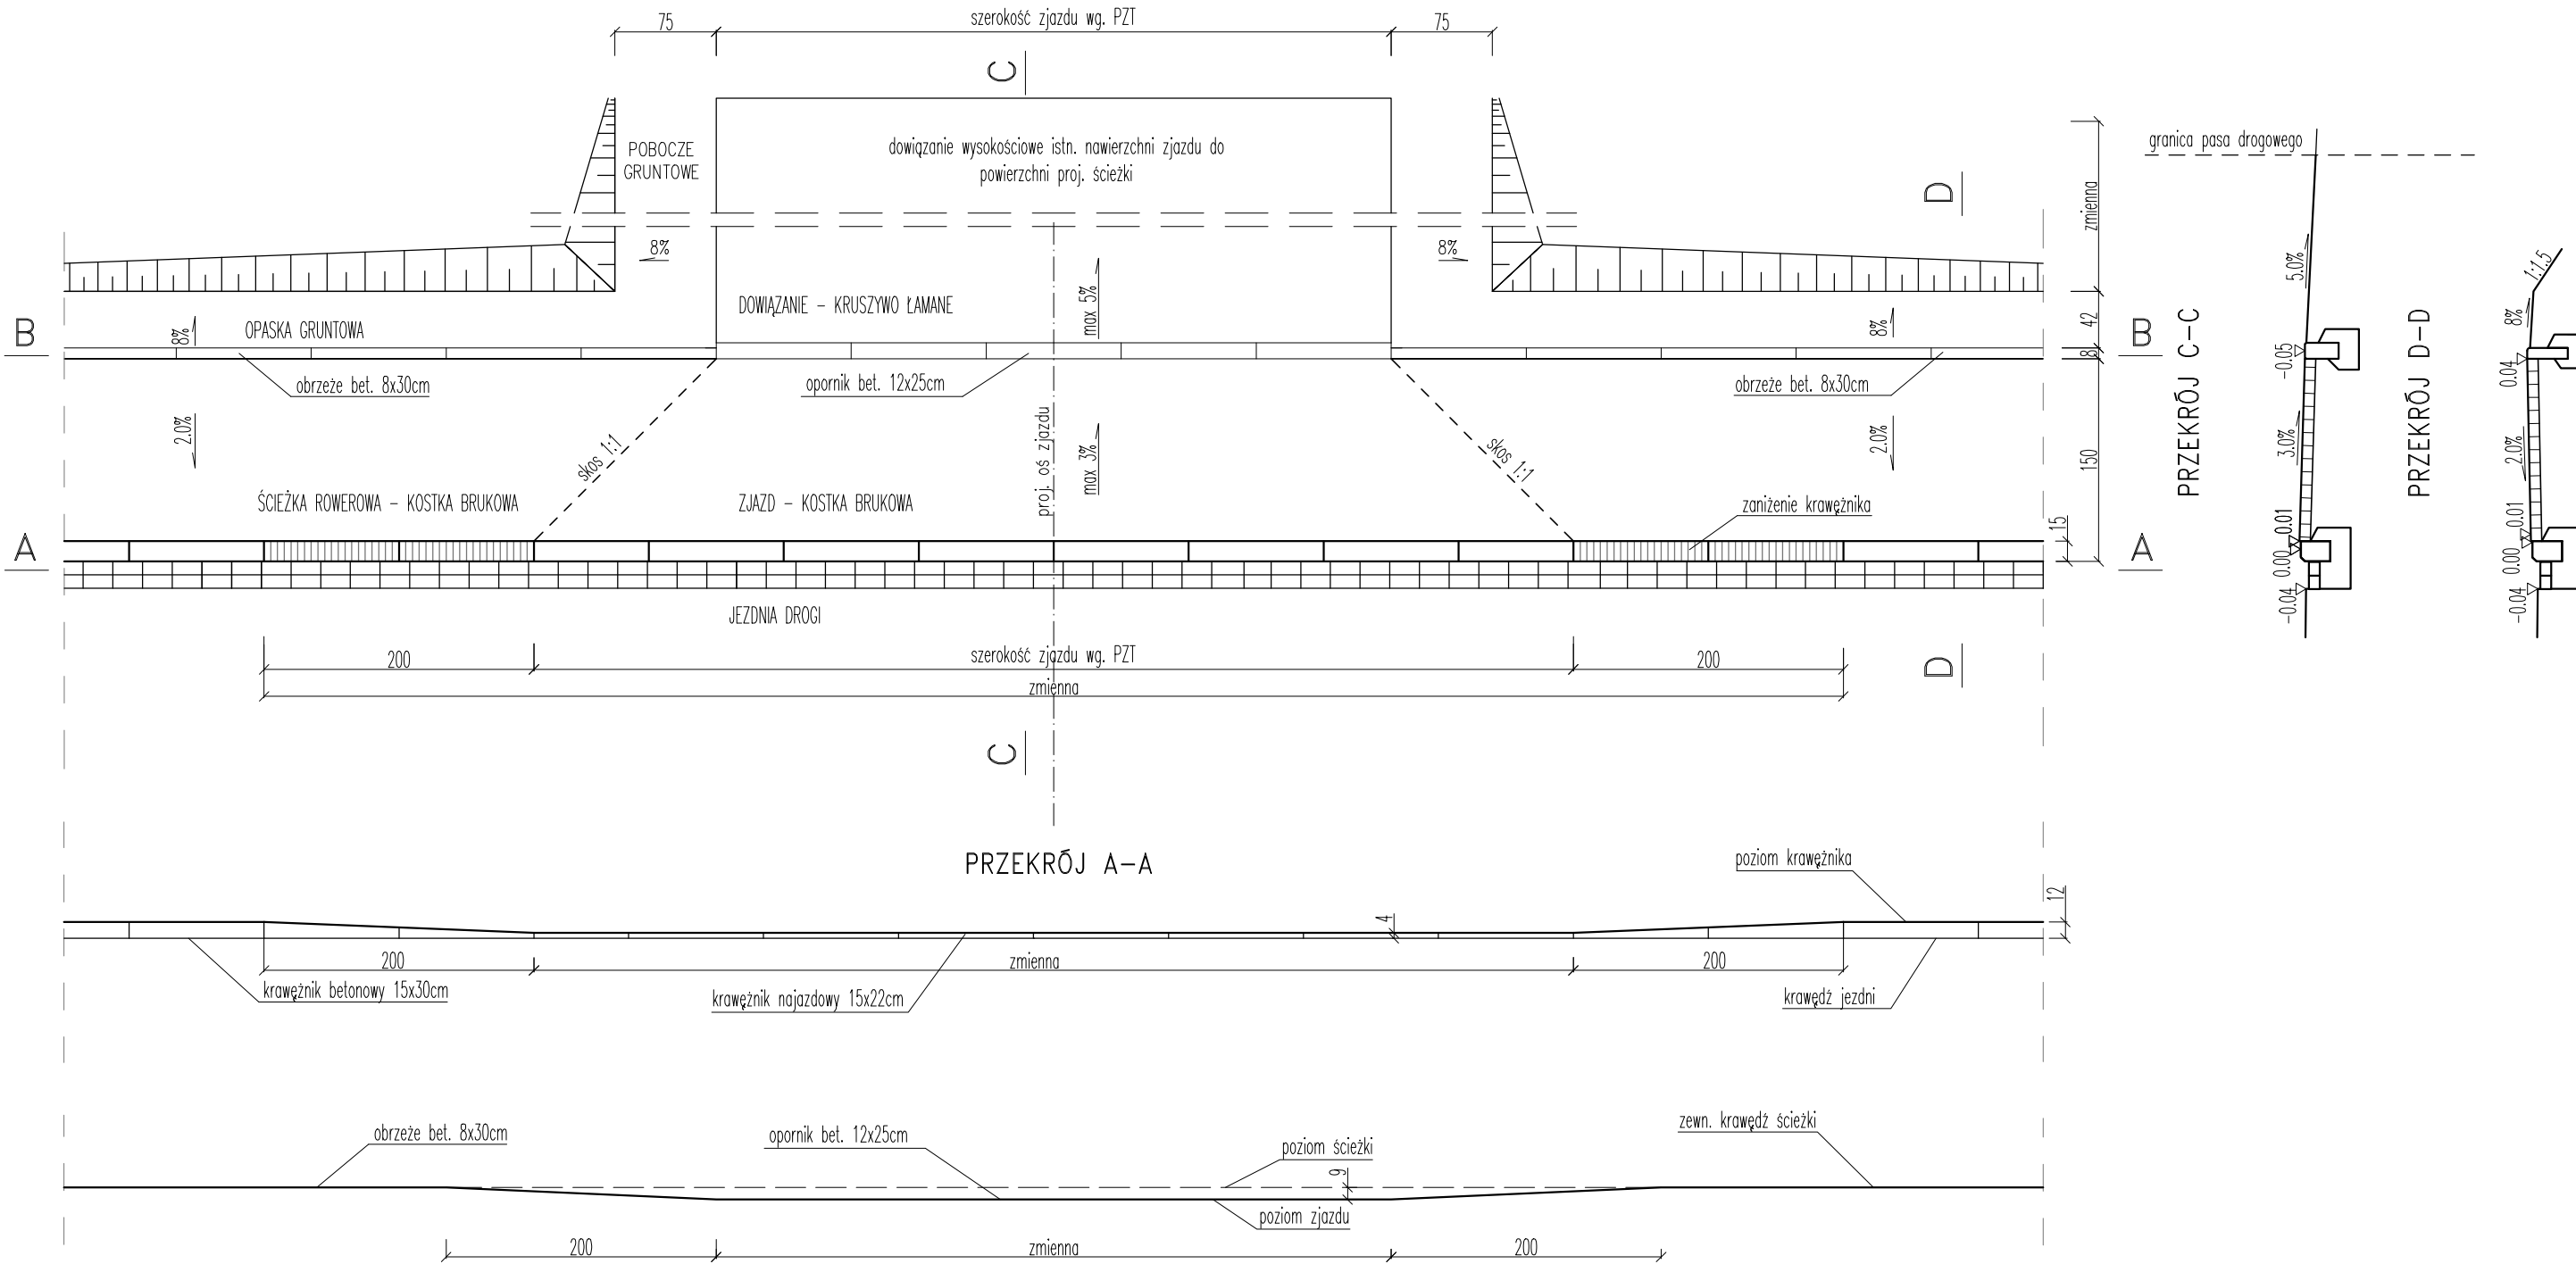 75
szerokość zjazdu wg. PZT
75
C
POBOCZE
GRUNTOWE
dowiązanie wysokościowe istn. nawierzchni zjazdu do
powierzchni proj. ścieżki
granica pasa drogowego
D
zmienna
8%
8%
5.0%
1:1.5
DOWIĄZANIE – KRUSZYWO ŁAMANE
max 5%
B
8%
OPASKA GRUNTOWA
8%
42
B
8
-0.05
8%
0.04
obrzeże bet. 8x30cm
opornik bet. 12x25cm
obrzeże bet. 8x30cm
PRZEKRÓJ C-C
PRZEKRÓJ D-D
2.0%
skos 1:1
proj. oś zjazdu
max 3%
skos 1:1
2.0%
150
3.0%
2.0%
ŚCIEŻKA ROWEROWA – KOSTKA BRUKOWA
ZJAZD – KOSTKA BRUKOWA
zaniżenie krawężnika
15
A
A
0.01
0.00
-0.04
0.01
0.00
-0.04
JEZDNIA DROGI
200
szerokość zjazdu wg. PZT
200
D
zmienna
C
PRZEKRÓJ A-A
poziom krawężnika
12
4
200
zmienna
200
krawężnik betonowy 15x30cm
krawężnik najazdowy 15x22cm
krawędź jezdni
obrzeże bet. 8x30cm
opornik bet. 12x25cm
poziom ścieżki
zewn. krawędź ścieżki
9
poziom zjazdu
200
zmienna
200